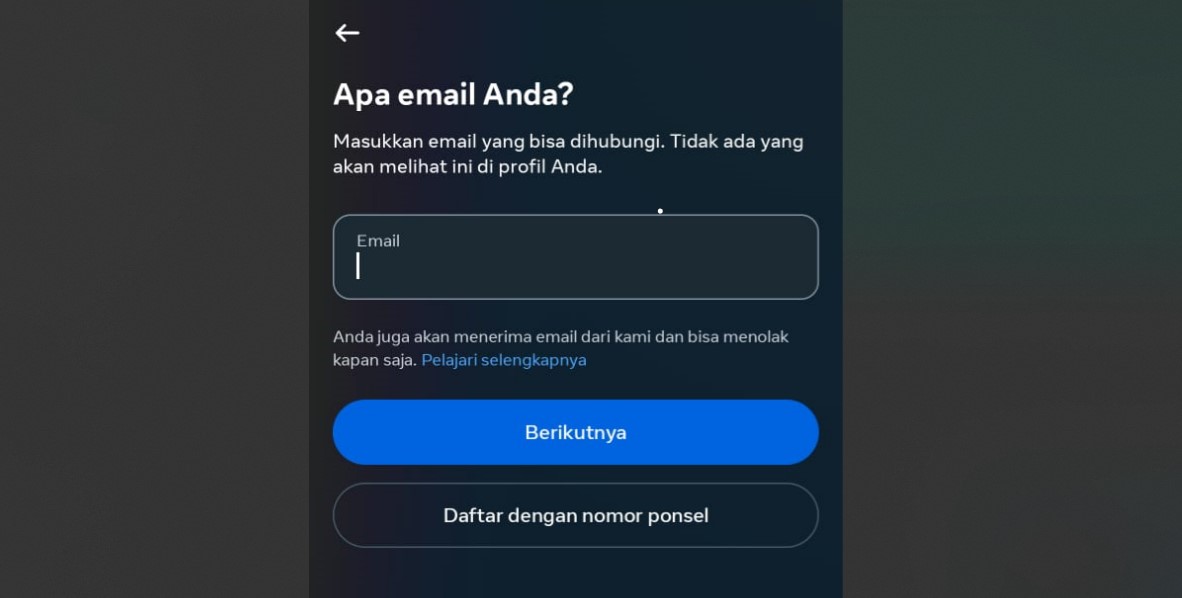 Apa email Anda?
Masukkan email yang bisa dihubungi. Tidak ada yang
akan melihat ini di profil Anda.
Email
Anda juga akan menerima email dari kami dan bisa menolak
kapan saja. Pelajari selengkapnya
Berikutnya
Daftar dengan nomor ponsel